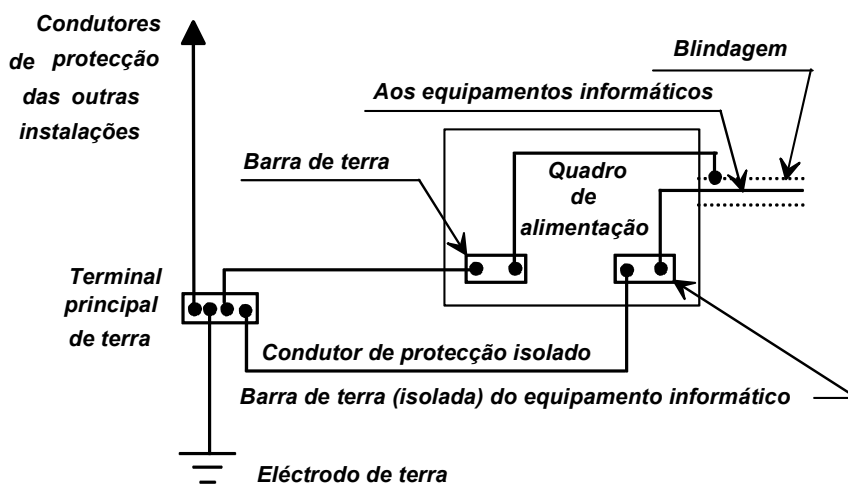 Condutores
de protecção
das outras
instalações
Blindagem
Aos equipamentos informáticos
Barra de terra
Quadro
de
alimentação
Terminal
principal
de terra
Condutor de protecção isolado
Barra de terra (isolada) do equipamento informático
Eléctrodo de terra